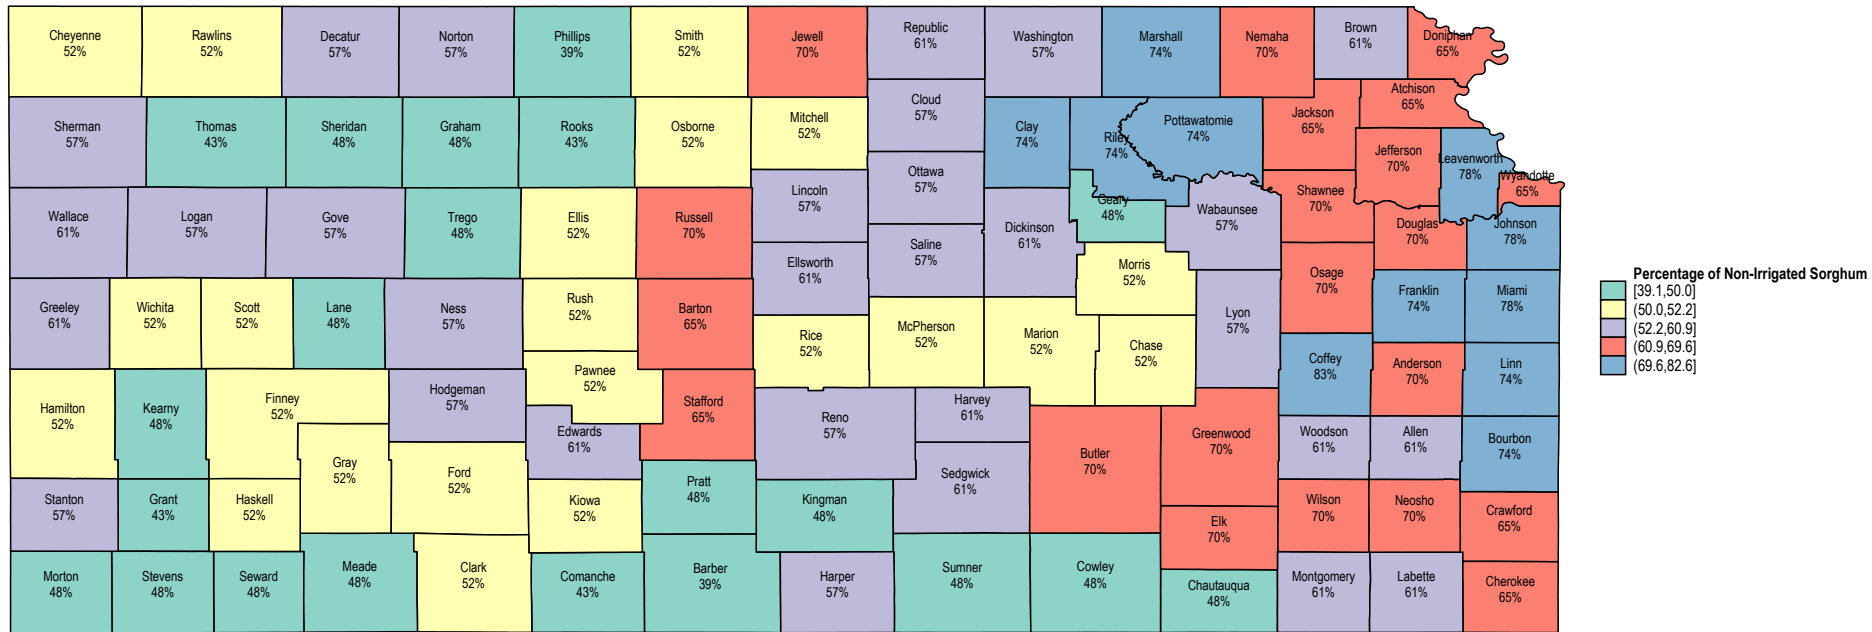 Cheyenne
52%
Rawlins
52%
Decatur
57%
Norton
57%
Phillips
39%
Smith
52%
Jewell
70%
Republic
61%
Washington
57%
Marshall
74%
Nemaha
70%
Brown
61%
Doniphan
65%
Sherman
57%
Thomas
43%
Sheridan
48%
Graham
48%
Rooks
43%
Osborne
52%
Mitchell
52%
Cloud
57%
Clay
74%
Riley
74%
Pottawatomie
74%
Jackson
65%
Atchison
65%
Jefferson
70%
Leavenworth
78%
Wyandotte
65%
Wallace
61%
Logan
57%
Gove
57%
Trego
48%
Ellis
52%
Russell
70%
Lincoln
57%
Ottawa
57%
Saline
57%
Dickinson
61%
Geary
48%
Wabaunsee
57%
Shawnee
70%
Douglas
70%
Johnson
78%
Greeley
61%
Wichita
52%
Scott
52%
Lane
48%
Ness
57%
Rush
52%
Barton
65%
Ellsworth
61%
Rice
52%
McPherson
52%
Marion
52%
Morris
52%
Chase
52%
Lyon
57%
Osage
70%
Franklin
74%
Miami
78%
Percentage of Non-Irrigated Sorghum
[39.1,50.0]
(50.0,52.2]
(52.2,60.9]
(60.9,69.6]
(69.6,82.6]
Hamilton
52%
Kearny
48%
Finney
52%
Hodgeman
57%
Pawnee
52%
Edwards
61%
Stafford
65%
Reno
57%
Harvey
61%
Butler
70%
Greenwood
70%
Coffey
83%
Anderson
70%
Linn
74%
Woodson
61%
Allen
61%
Bourbon
74%
Stanton
57%
Grant
43%
Haskell
52%
Gray
52%
Ford
52%
Kiowa
52%
Pratt
48%
Kingman
48%
Sedgwick
61%
Elk
70%
Wilson
70%
Neosho
70%
Crawford
65%
Morton
48%
Stevens
48%
Seward
48%
Meade
48%
Clark
52%
Comanche
43%
Barber
39%
Harper
57%
Sumner
48%
Cowley
48%
Chautauqua
48%
Montgomery
61%
Labette
61%
Cherokee
65%